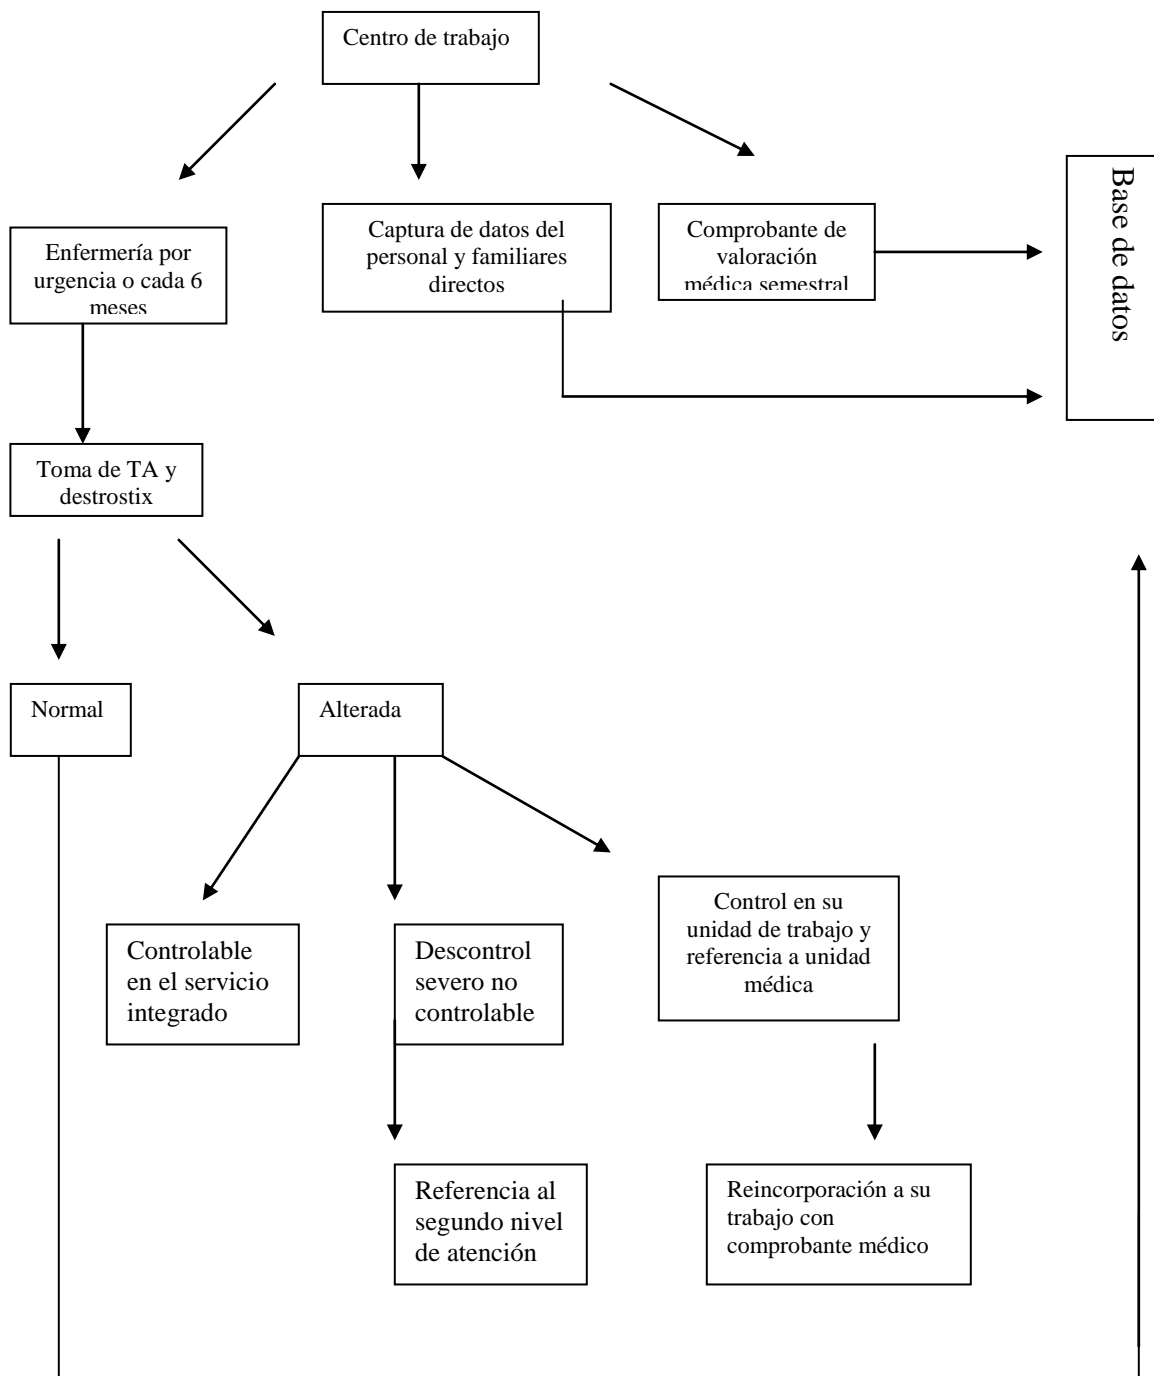 Centro de trabajo
Enfermería por
urgencia o cada 6
meses
Captura de datos del
personal y familiares
directos
Comprobante de
valoración
médica semestral
Base de datos
Toma de TA y
destrostix
Normal
Alterada
Controlable
en el servicio
integrado
Descontrol
severo no
controlable
Control en su
unidad de trabajo y
referencia a unidad
médica
Referencia al
segundo nivel
de atención
Reincorporación a su
trabajo con
comprobante médico